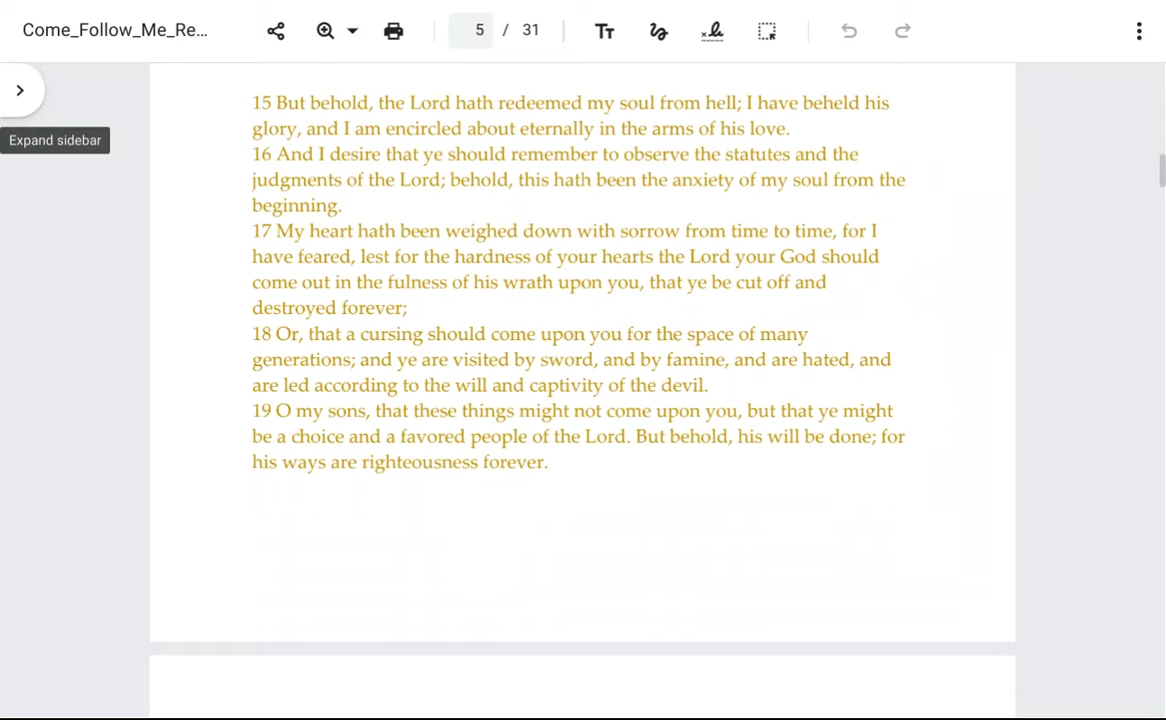 Come_Follow_Me_Re...
5 / 31
Expand sidebar
15 But behold, the Lord hath redeemed my soul from hell; I have beheld his
glory, and I am encircled about eternally in the arms of his love.
16 And I desire that ye should remember to observe the statutes and the
judgments of the Lord; behold, this hath been the anxiety of my soul from the
beginning.
17 My heart hath been weighed down with sorrow from time to time, for I
have feared, lest for the hardness of your hearts the Lord your God should
come out in the fulness of his wrath upon you, that ye be cut off and
destroyed forever;
18 Or, that a cursing should come upon you for the space of many
generations; and ye are visited by sword, and by famine, and are hated, and
are led according to the will and captivity of the devil.
19 O my sons, that these things might not come upon you, but that ye might
be a choice and a favored people of the Lord. But behold, his will be done; for
his ways are righteousness forever.